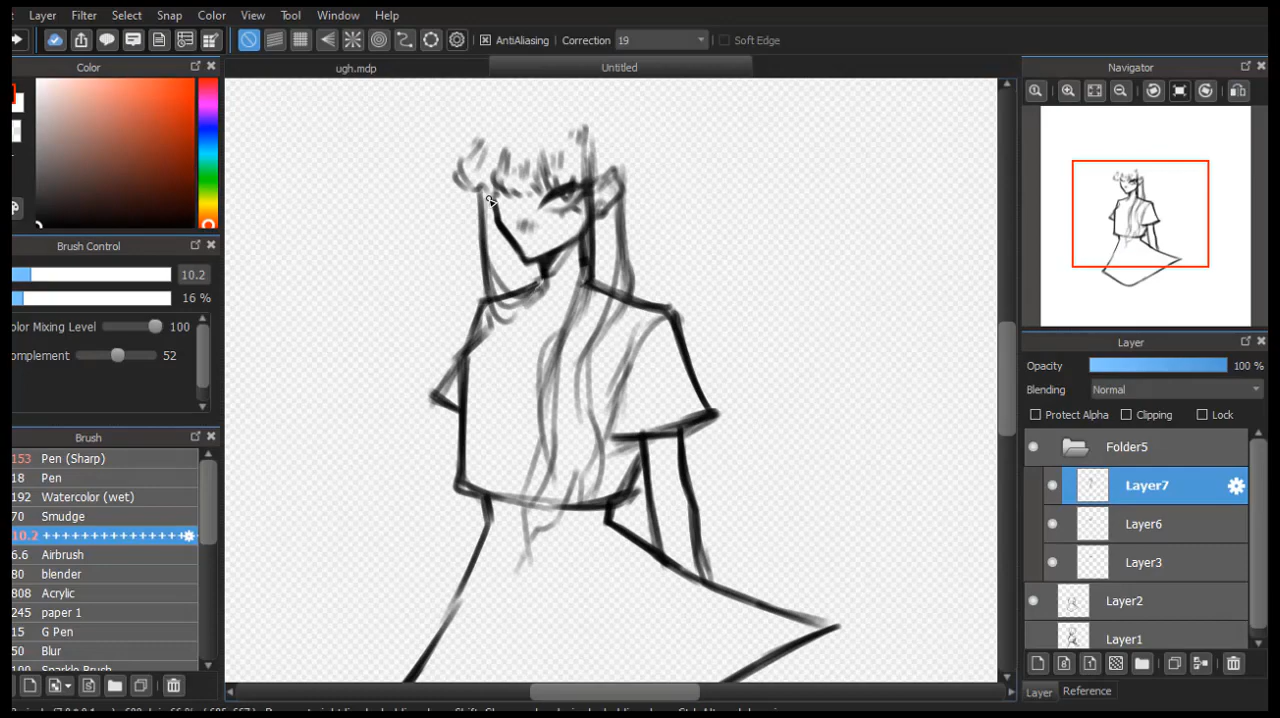 Layer Filter Select Snap Color View Tool Window Help
AntiAliasing Correction 19 Soft Edge
Color
ugh.mdp
Untitled
Navigator
Brush Control
10.2
16 %
Color Mixing Level 100
omplement 52
Brush
153 Pen (Sharp)
18 Pen
192 Watercolor (wet)
70 Smudge
10.2 ++++++++++++++
6.6 Airbrush
80 blender
808 Acrylic
245 paper 1
15 G Pen
50 Blur
100 Sparkle Brush
Layer
Opacity 100 %
Blending Normal
Protect Alpha Clipping Lock
Folder5
Layer7
Layer6
Layer3
Layer2
Layer1
Layer Reference